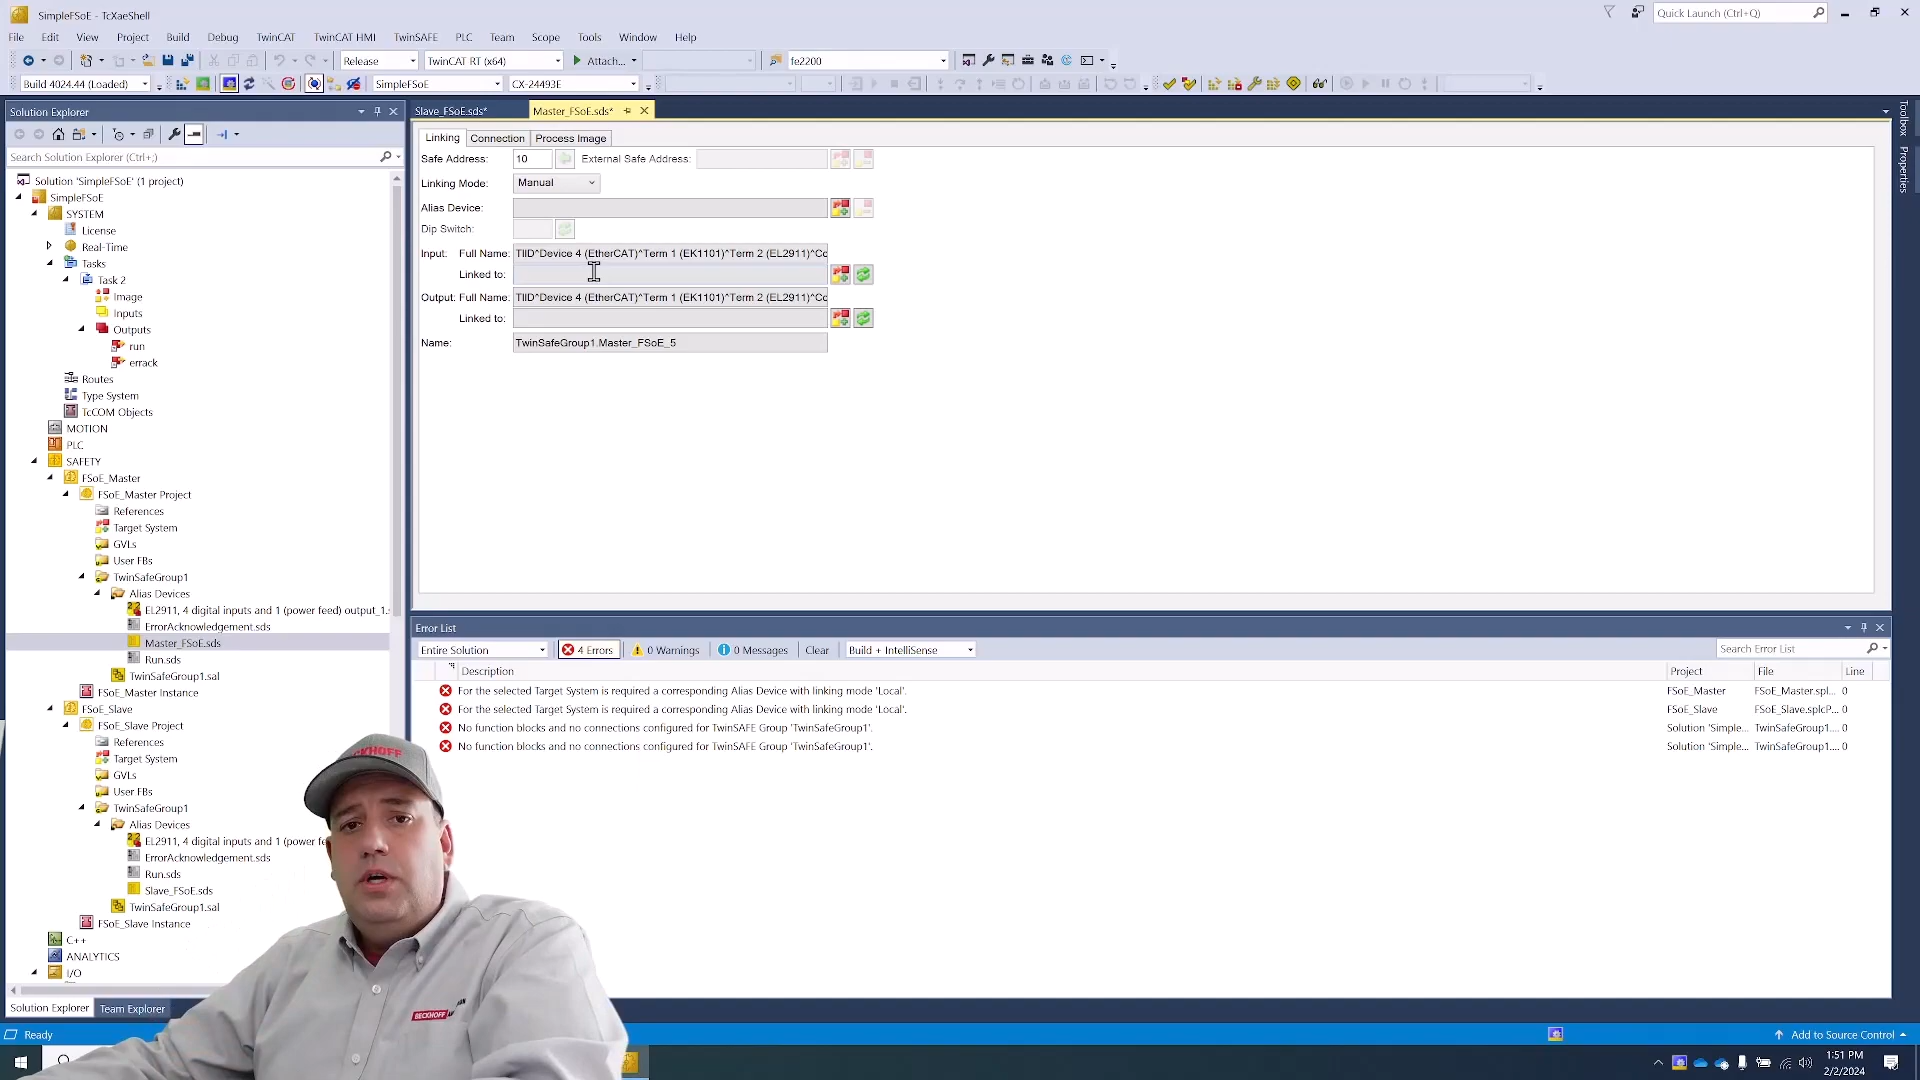 SimpleFSoE - TcXaeShell
Quick Launch (Ctrl+Q)
File Edit View Project Build Debug TwinCAT TwinCAT HMI TwinSAFE PLC Team Scope Tools Window Help
Release TwinCAT RT (x64) Attach... fe2200
Build 4024.44 (Loaded) SimpleFSoE CX-24493E
Solution Explorer
Search Solution Explorer (Ctrl+;)
Solution 'SimpleFSoE' (1 project)
SimpleFSoE
SYSTEM
License
Real-Time
Tasks
Task 2
Image
Inputs
Outputs
run
errack
Routes
Type System
TcCOM Objects
MOTION
PLC
SAFETY
FSoE_Master
FSoE_Master Project
References
Target System
GVLs
User FBs
TwinSafeGroup1
Alias Devices
EL2911, 4 digital inputs and 1 (power feed) output_1.
ErrorAcknowledgement.sds
Master_FSoE.sds
Run.sds
TwinSafeGroup1.sal
FSoE_Master Instance
FSoE_Slave
FSoE_Slave Project
References
Target System
GVLs
User FBs
TwinSafeGroup1
Alias Devices
EL2911, 4 digital inputs and 1 (power fe
ErrorAcknowledgement.sds
Run.sds
Slave_FSoE.sds
TwinSafeGroup1.sal
FSoE_Slave Instance
C++
ANALYTICS
I/O
Solution Explorer Team Explorer
Slave_FSoE.sds* Master_FSoE.sds*
Linking Connection Process Image
Safe Address: 10 External Safe Address:
Linking Mode: Manual
Alias Device:
Dip Switch:
Input: Full Name: TIID^Device 4 (EtherCAT)^Term 1 (EK1101)^Term 2 (EL2911)^Co
Linked to:
Output: Full Name: TIID^Device 4 (EtherCAT)^Term 1 (EK1101)^Term 2 (EL2911)^Co
Linked to:
Name: TwinSafeGroup1.Master_FSoE_5
Toolbox
Properties
Error List
Entire Solution 4 Errors 0 Warnings 0 Messages Clear Build + IntelliSense Search Error List
Description Project File Line
For the selected Target System is required a corresponding Alias Device with linking mode 'Local'. FSoE_Master FSoE_Master.spl... 0
For the selected Target System is required a corresponding Alias Device with linking mode 'Local'. FSoE_Slave FSoE_Slave.splcP... 0
No function blocks and no connections configured for TwinSAFE Group 'TwinSafeGroup1'. Solution 'Simple... TwinSafeGroup1.... 0
No function blocks and no connections configured for TwinSAFE Group 'TwinSafeGroup1'. Solution 'Simple... TwinSafeGroup1.... 0
BECKHOFF
BECKHOFF
Ready
Add to Source Control
1:51 PM
2/2/2024